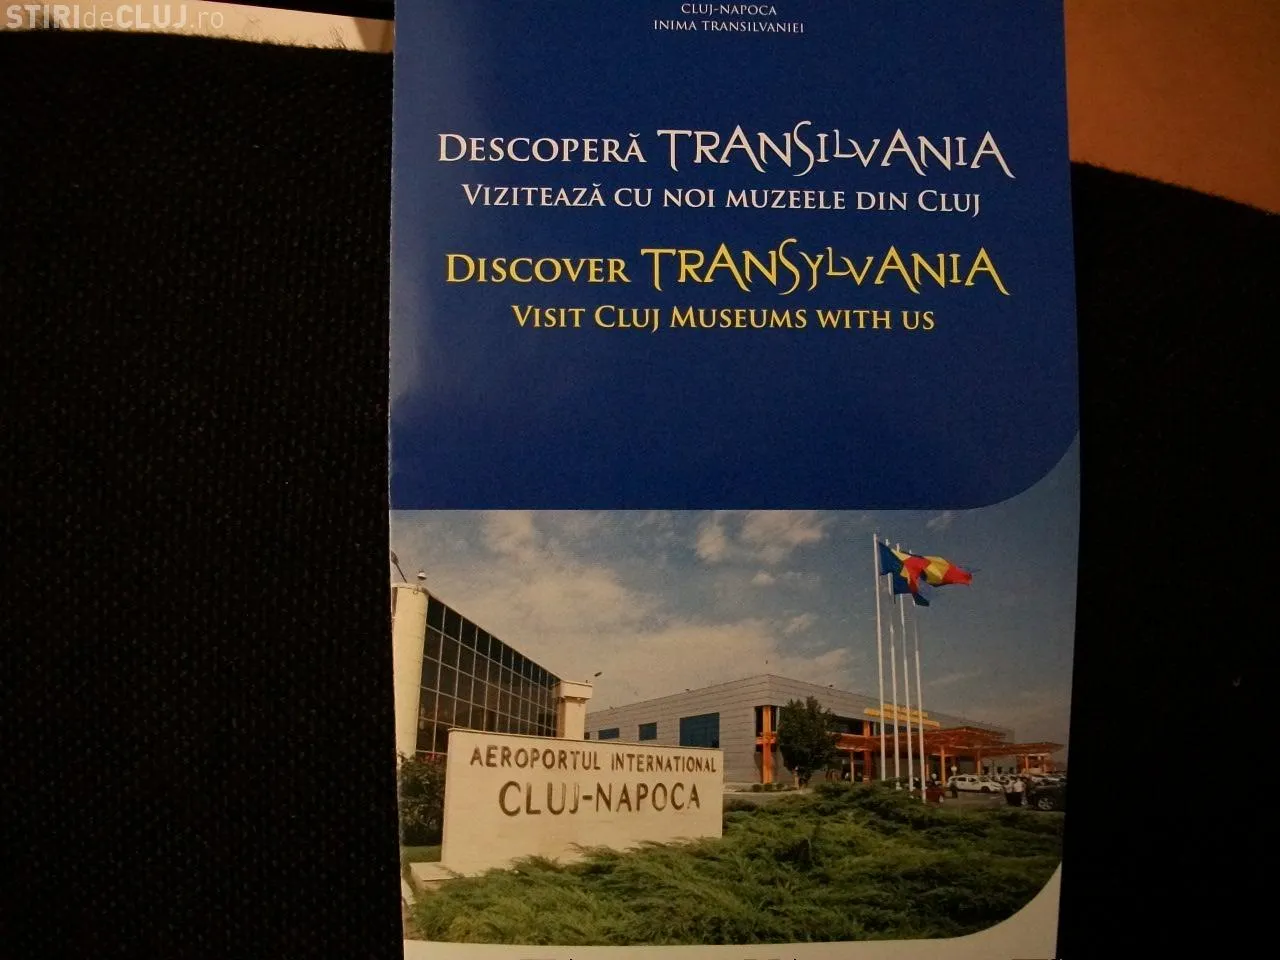 STIRIdeCLUJ.ro
CLUJ-NAPOCA
INIMA TRANSILVANIEI
DESCOPERĂ TRANSILVANIA
VIZITEAZĂ CU NOI MUZEELE DIN CLUJ
DISCOVER TRANSYLVANIA
VISIT CLUJ MUSEUMS WITH US
AEROPORTUL INTERNATIONAL
CLUJ-NAPOCA